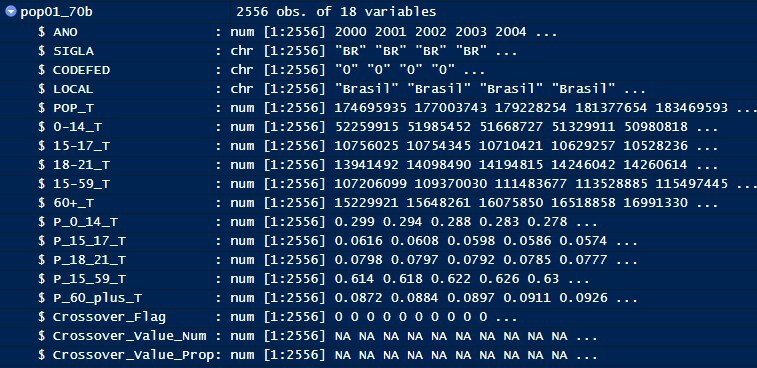 pop01_70b 2556 obs. of 18 variables
$ ANO : num [1:2556] 2000 2001 2002 2003 2004 ...
$ SIGLA : chr [1:2556] "BR" "BR" "BR" "BR" ...
$ CODEFED : chr [1:2556] "0" "0" "0" "0" ...
$ LOCAL : chr [1:2556] "Brasil" "Brasil" "Brasil" "Brasil" ...
$ POP_T : num [1:2556] 174695935 177003743 179228254 181377654 183469593 ...
$ 0-14_T : num [1:2556] 52259915 51985452 51668727 51329911 50980818 ...
$ 15-17_T : num [1:2556] 10756025 10754345 10710421 10629257 10528236 ...
$ 18-21_T : num [1:2556] 13941492 14098490 14194815 14246042 14260614 ...
$ 15-59_T : num [1:2556] 107206099 109370030 111483677 113528885 115497445 ...
$ 60+_T : num [1:2556] 15229921 15648261 16075850 16518858 16991330 ...
$ P_0_14_T : num [1:2556] 0.299 0.294 0.288 0.283 0.278 ...
$ P_15_17_T : num [1:2556] 0.0616 0.0608 0.0598 0.0586 0.0574 ...
$ P_18_21_T : num [1:2556] 0.0798 0.0797 0.0792 0.0785 0.0777 ...
$ P_15_59_T : num [1:2556] 0.614 0.618 0.622 0.626 0.63 ...
$ P_60_plus_T : num [1:2556] 0.0872 0.0884 0.0897 0.0911 0.0926 ...
$ Crossover_Flag : num [1:2556] 0 0 0 0 0 0 0 0 0 0 ...
$ Crossover_Value_Num : num [1:2556] NA NA NA NA NA NA NA NA NA NA ...
$ Crossover_Value_Prop: num [1:2556] NA NA NA NA NA NA NA NA NA NA ...